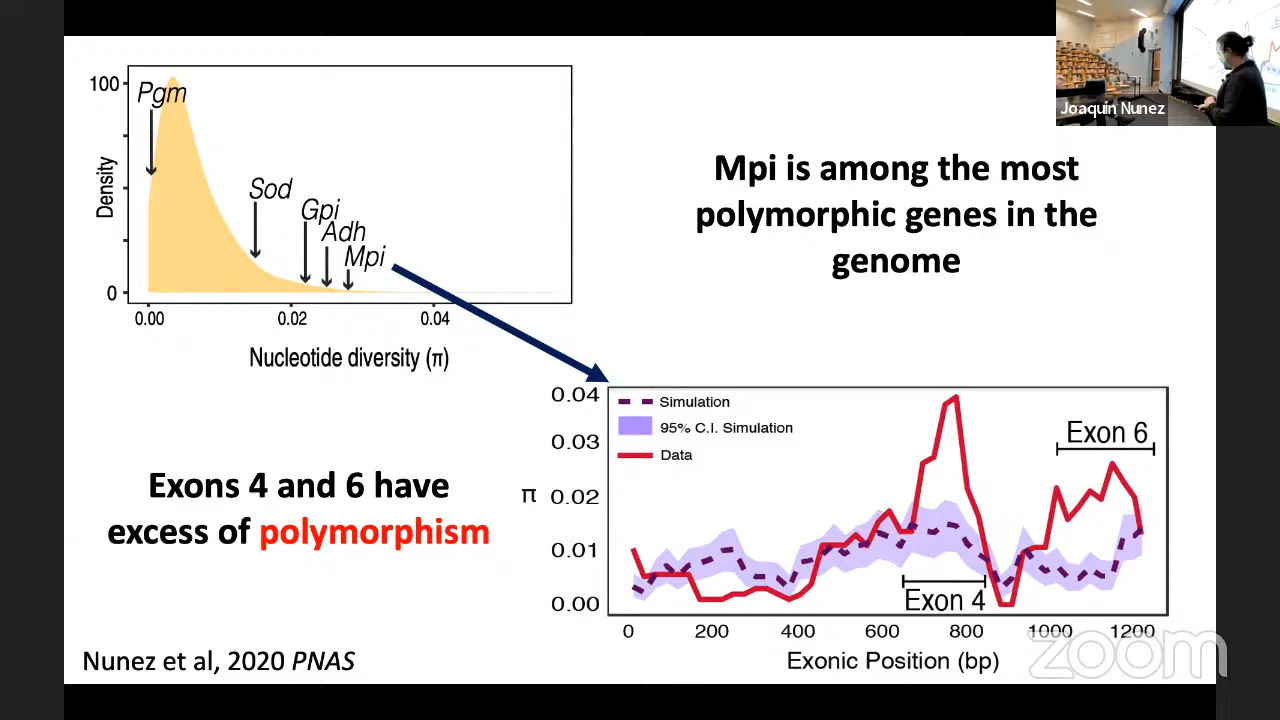 Joaquin Nunez
100
0
Density
Pgm
Sod
Gpi
Adh
Mpi
0.00
0.02
0.04
Nucleotide diversity (π)
Mpi is among the most
polymorphic genes in the
genome
Exons 4 and 6 have
excess of polymorphism
0.04
0.03
0.02
0.01
0.00
π
Simulation
95% C.I. Simulation
Data
Exon 4
Exon 6
0
200
400
600
800
1000
1200
Exonic Position (bp)
Nunez et al, 2020 PNAS
zoom